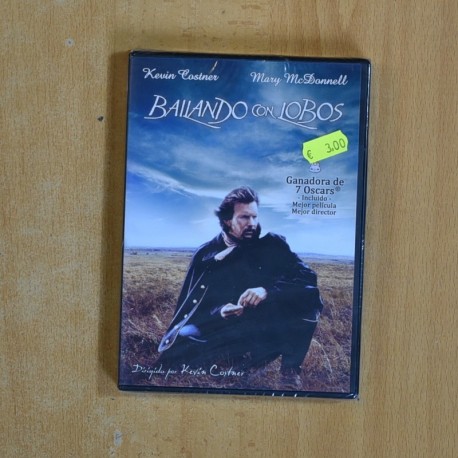 Kevin Costner Mary McDonnell
BAILANDO CON LOBOS
€ 3.00
Ganadora de
7 Oscars®
- Incluido -
Mejor película
Mejor director
Dirigida por Kevin Costner